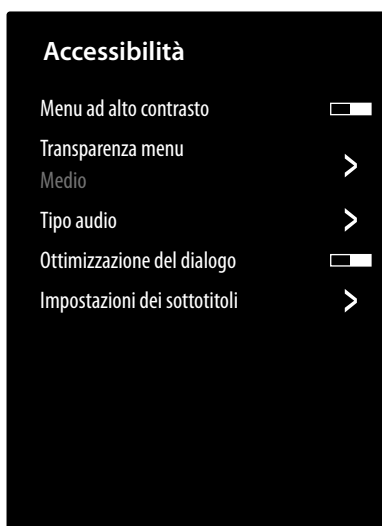 Accessibilità
Menu ad alto contrasto
Transparenza menu
Medio
Tipo audio
Ottimizzazione del dialogo
Impostazioni dei sottotitoli